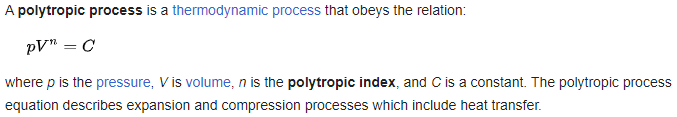 A polytropic process is a thermodynamic process that obeys the relation:
pVⁿ = C
where p is the pressure, V is volume, n is the polytropic index, and C is a constant. The polytropic process
equation describes expansion and compression processes which include heat transfer.